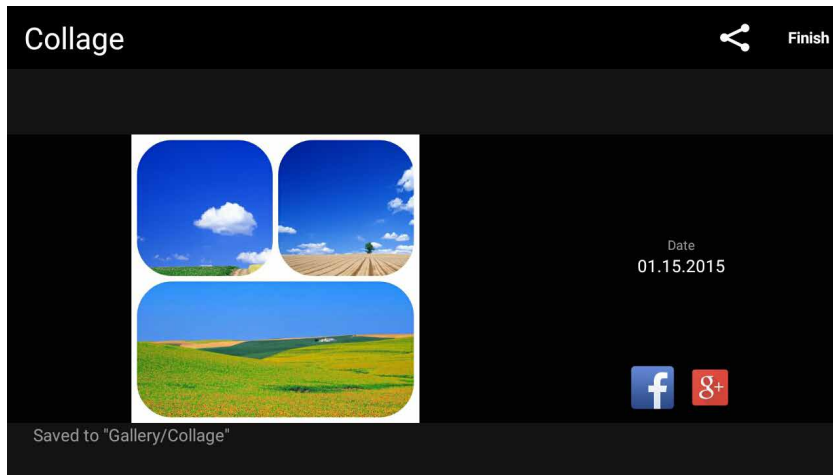 Collage
Finish
Date
01.15.2015
f
g+
Saved to "Gallery/Collage"